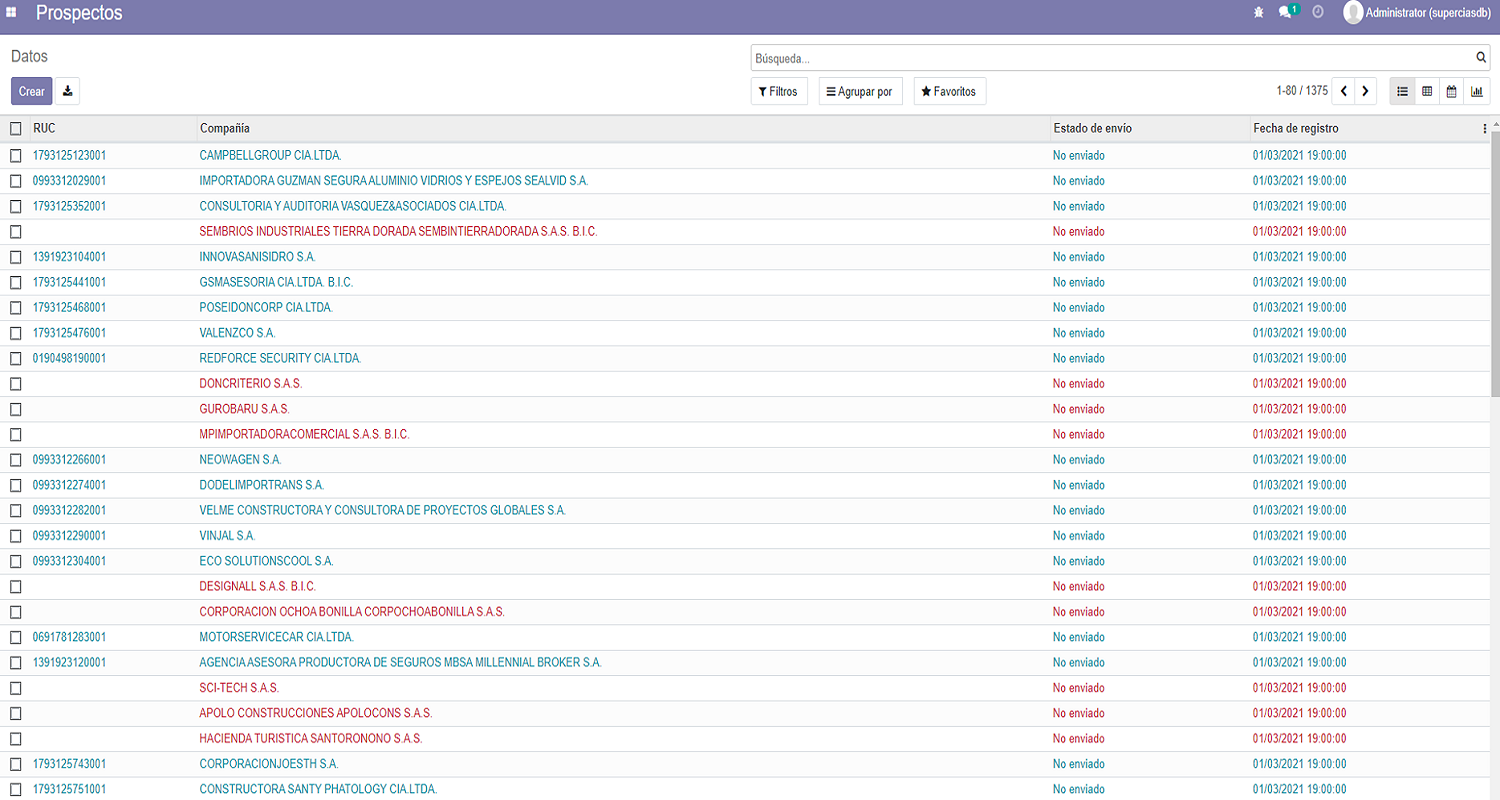 Prospectos 1 Administrator (superciasdb)
Datos
Búsqueda...
Crear Filtros Agrupar por Favoritos 1-80 / 1375
RUC Compañía Estado de envío Fecha de registro
1793125123001 CAMPBELLGROUP CIA.LTDA. No enviado 01/03/2021 19:00:00
0993312029001 IMPORTADORA GUZMAN SEGURA ALUMINIO VIDRIOS Y ESPEJOS SEALVID S.A. No enviado 01/03/2021 19:00:00
1793125352001 CONSULTORIA Y AUDITORIA VASQUEZ&ASOCIADOS CIA.LTDA. No enviado 01/03/2021 19:00:00
SEMBRIOS INDUSTRIALES TIERRA DORADA SEMBINTIERRADORADA S.A.S. B.I.C. No enviado 01/03/2021 19:00:00
1391923104001 INNOVASANISIDRO S.A. No enviado 01/03/2021 19:00:00
1793125441001 GSMASESORIA CIA.LTDA. B.I.C. No enviado 01/03/2021 19:00:00
1793125468001 POSEIDONCORP CIA.LTDA. No enviado 01/03/2021 19:00:00
1793125476001 VALENZCO S.A. No enviado 01/03/2021 19:00:00
0190498190001 REDFORCE SECURITY CIA.LTDA. No enviado 01/03/2021 19:00:00
DONCRITERIO S.A.S. No enviado 01/03/2021 19:00:00
GUROBARU S.A.S. No enviado 01/03/2021 19:00:00
MPIMPORTADORACOMERCIAL S.A.S. B.I.C. No enviado 01/03/2021 19:00:00
0993312266001 NEOWAGEN S.A. No enviado 01/03/2021 19:00:00
0993312274001 DODELIMPORTRANS S.A. No enviado 01/03/2021 19:00:00
0993312282001 VELME CONSTRUCTORA Y CONSULTORA DE PROYECTOS GLOBALES S.A. No enviado 01/03/2021 19:00:00
0993312290001 VINJAL S.A. No enviado 01/03/2021 19:00:00
0993312304001 ECO SOLUTIONSCOOL S.A. No enviado 01/03/2021 19:00:00
DESIGNALL S.A.S. B.I.C. No enviado 01/03/2021 19:00:00
CORPORACION OCHOA BONILLA CORPOCHOABONILLA S.A.S. No enviado 01/03/2021 19:00:00
0691781283001 MOTORSERVICECAR CIA.LTDA. No enviado 01/03/2021 19:00:00
1391923120001 AGENCIA ASESORA PRODUCTORA DE SEGUROS MBSA MILLENNIAL BROKER S.A. No enviado 01/03/2021 19:00:00
SCI-TECH S.A.S. No enviado 01/03/2021 19:00:00
APOLO CONSTRUCCIONES APOLOCONS S.A.S. No enviado 01/03/2021 19:00:00
HACIENDA TURISTICA SANTORONONO S.A.S. No enviado 01/03/2021 19:00:00
1793125743001 CORPORACIONJOESTH S.A. No enviado 01/03/2021 19:00:00
1793125751001 CONSTRUCTORA SANTY PHATOLOGY CIA.LTDA. No enviado 01/03/2021 19:00:00